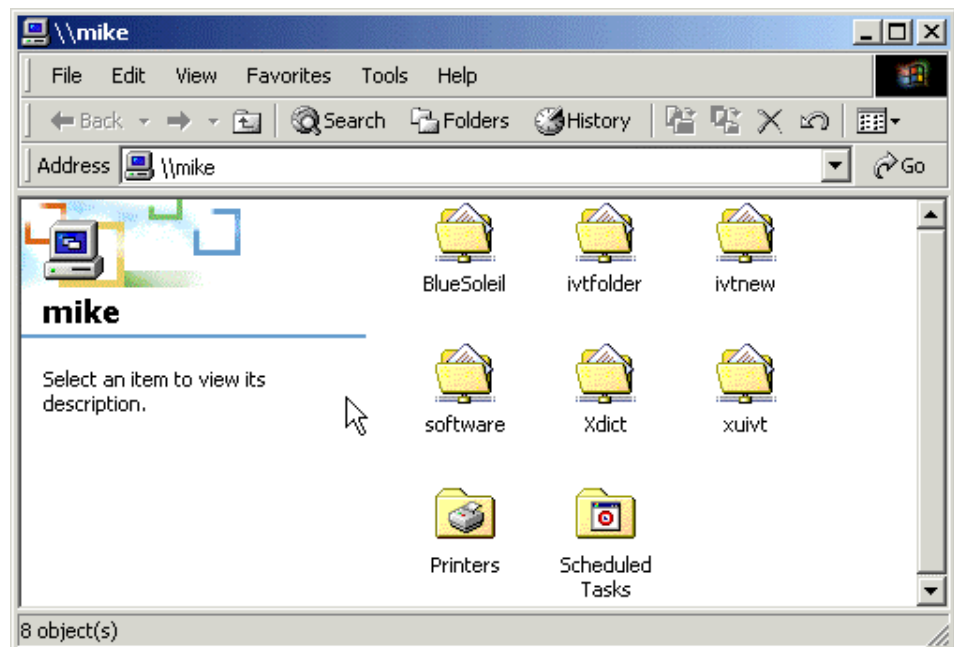 \\mike
File Edit View Favorites Tools Help
Back Search Folders History
Address \\mike Go
mike
Select an item to view its
description.
BlueSoleil ivtfolder ivtnew
software Xdict xuivt
Printers Scheduled
Tasks
8 object(s)